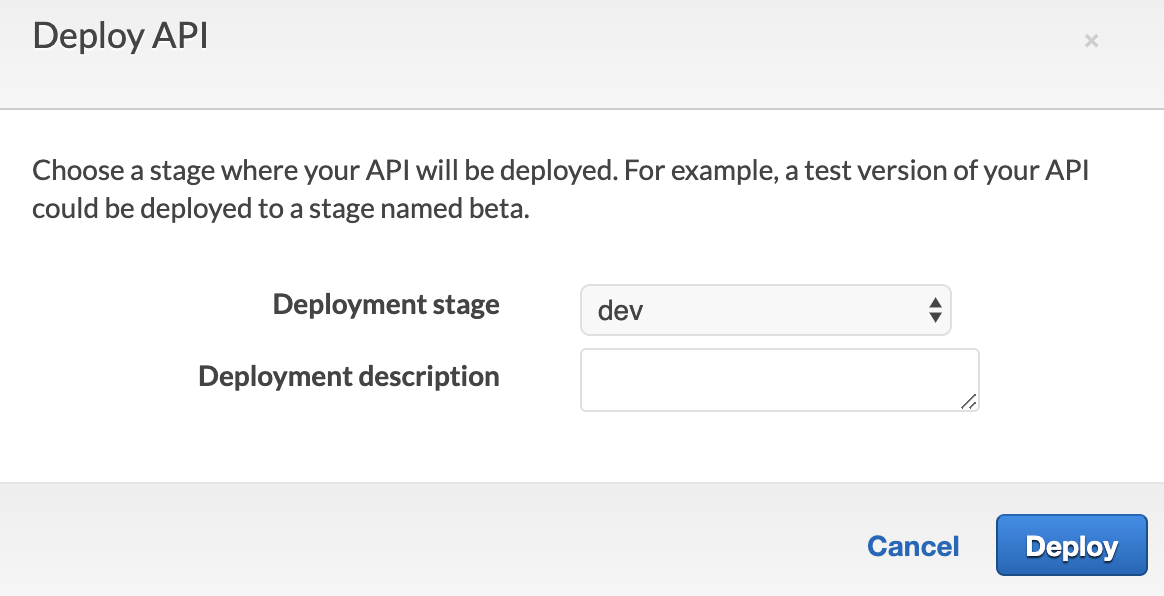 Deploy API
×
Choose a stage where your API will be deployed. For example, a test version of your API
could be deployed to a stage named beta.
Deployment stage
dev
Deployment description
Cancel
Deploy